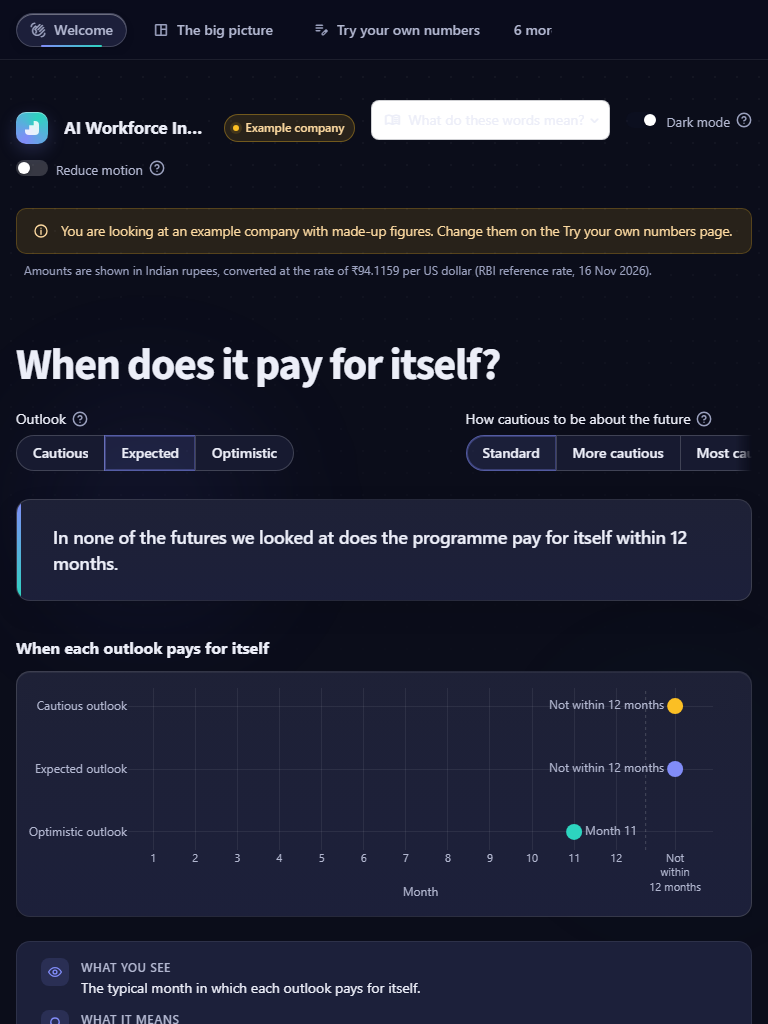 Welcome
The big picture
Try your own numbers
6 mor
AI Workforce In...
Example company
What do these words mean?
Dark mode
Reduce motion
You are looking at an example company with made-up figures. Change them on the Try your own numbers page.
Amounts are shown in Indian rupees, converted at the rate of ₹94.1159 per US dollar (RBI reference rate, 16 Nov 2026).
When does it pay for itself?
Outlook
How cautious to be about the future
Cautious Expected Optimistic
Standard More cautious Most cau
In none of the futures we looked at does the programme pay for itself within 12
months.
When each outlook pays for itself
Cautious outlook
Not within 12 months
Expected outlook
Not within 12 months
Optimistic outlook
Month 11
1 2 3 4 5 6 7 8 9 10 11 12
Not
within
12 months
Month
WHAT YOU SEE
The typical month in which each outlook pays for itself.
WHAT IT MEANS